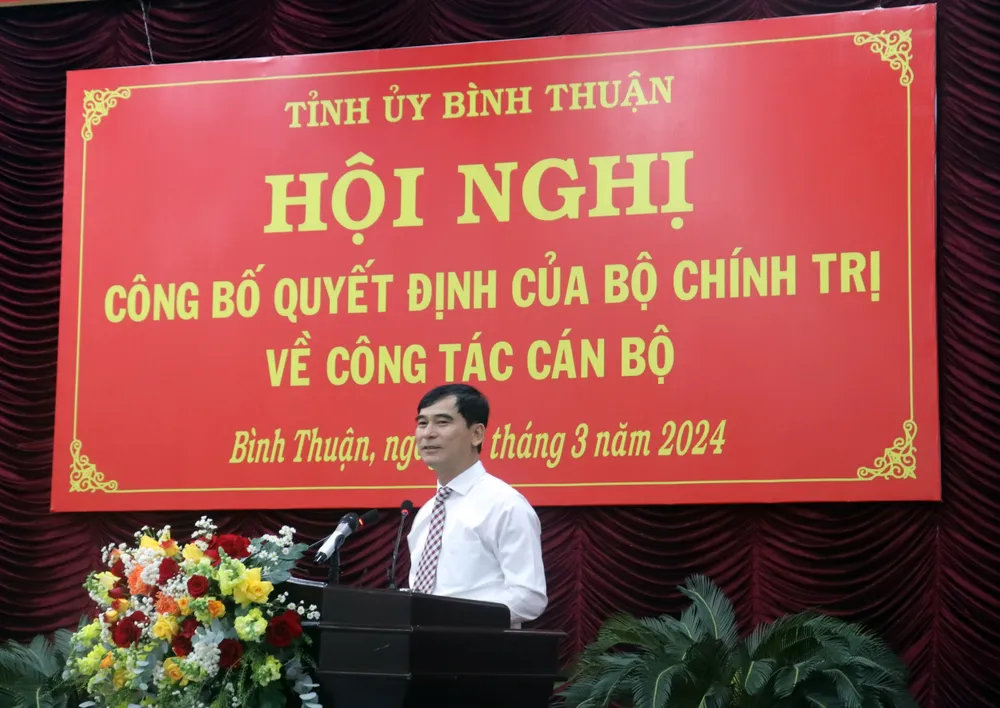 TỈNH ỦY BÌNH THUẬN
HỘI NGHỊ
CÔNG BỐ QUYẾT ĐỊNH CỦA BỘ CHÍNH TRỊ
VỀ CÔNG TÁC CÁN BỘ
Bình Thuận, tháng 3 năm 2024